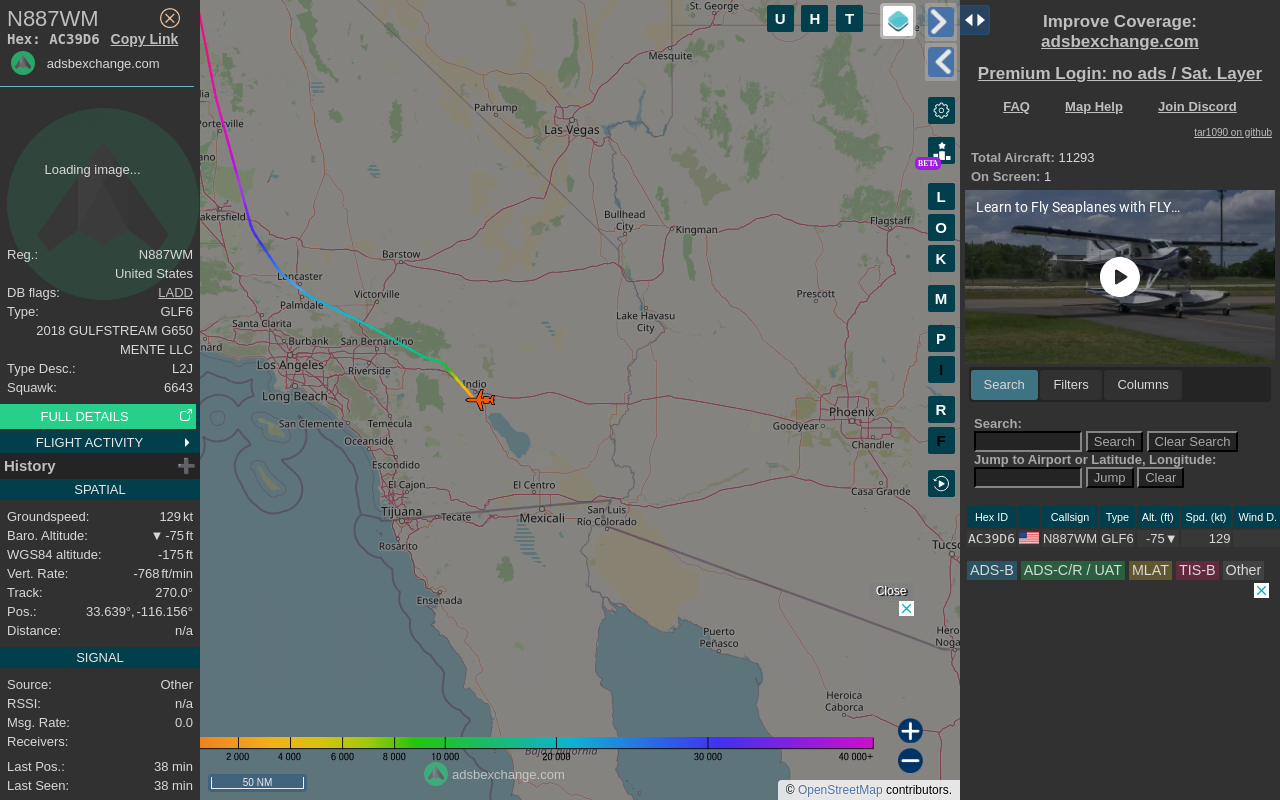 N887WM
Hex: AC39D6 Copy Link
adsbexchange.com
Loading image...
Reg.: N887WM
United States
DB flags: LADD
Type: GLF6
2018 GULFSTREAM G650
MENTE LLC
Type Desc.: L2J
Squawk: 6643
FULL DETAILS
FLIGHT ACTIVITY
History
SPATIAL
Groundspeed: 129 kt
Baro. Altitude: ▼ -75 ft
WGS84 altitude: -175 ft
Vert. Rate: -768 ft/min
Track: 270.0°
Pos.: 33.639°, -116.156°
Distance: n/a
SIGNAL
Source: Other
RSSI: n/a
Msg. Rate: 0.0
Receivers:
Last Pos.: 38 min
Last Seen: 38 min
St. George
Mesquite
Pahrump
Las Vegas
Porterville
akersfield
Bullhead
City
Kingman
Flagstaff
Barstow
Lancaster
Palmdale
Victorville
Prescott
Santa Clarita
Lake Havasu
City
nard
Burbank
San Bernardino
Los Angeles
Riverside
Indio
Long Beach
Phoenix
San Clemente
Temecula
Goodyear
Oceanside
Chandler
Escondido
El Cajon
El Centro
Casa Grande
Tijuana
Tecate
Mexicali
San Luis
Río Colorado
Rosarito
Tucso
Ensenada
Puerto
Peñasco
Hero
Noga
Heroica
Caborca
Baja California
U H T
L
O
K
M
P
I
R
F
BETA
Close
2 000 4 000 6 000 8 000 10 000 20 000 30 000 40 000+
adsbexchange.com
50 NM
© OpenStreetMap contributors.
Improve Coverage:
adsbexchange.com
Premium Login: no ads / Sat. Layer
FAQ Map Help Join Discord
tar1090 on github
Total Aircraft: 11293
On Screen: 1
Learn to Fly Seaplanes with FLY...
Search Filters Columns
Search:
Search Clear Search
Jump to Airport or Latitude, Longitude:
Jump Clear
Hex ID Callsign Type Alt. (ft) Spd. (kt) Wind D.
AC39D6 N887WM GLF6 -75▼ 129
ADS-B ADS-C/R / UAT MLAT TIS-B Other